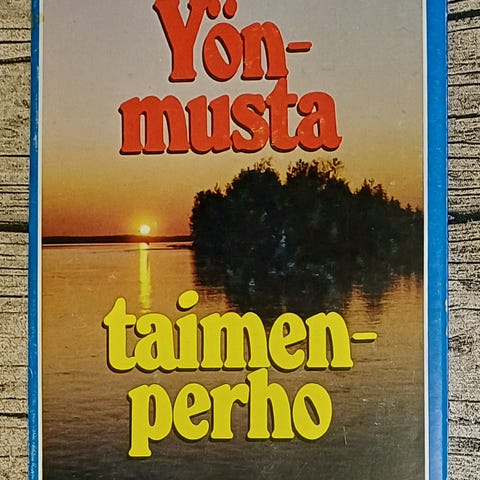 Yön-
musta
taimen-
perho